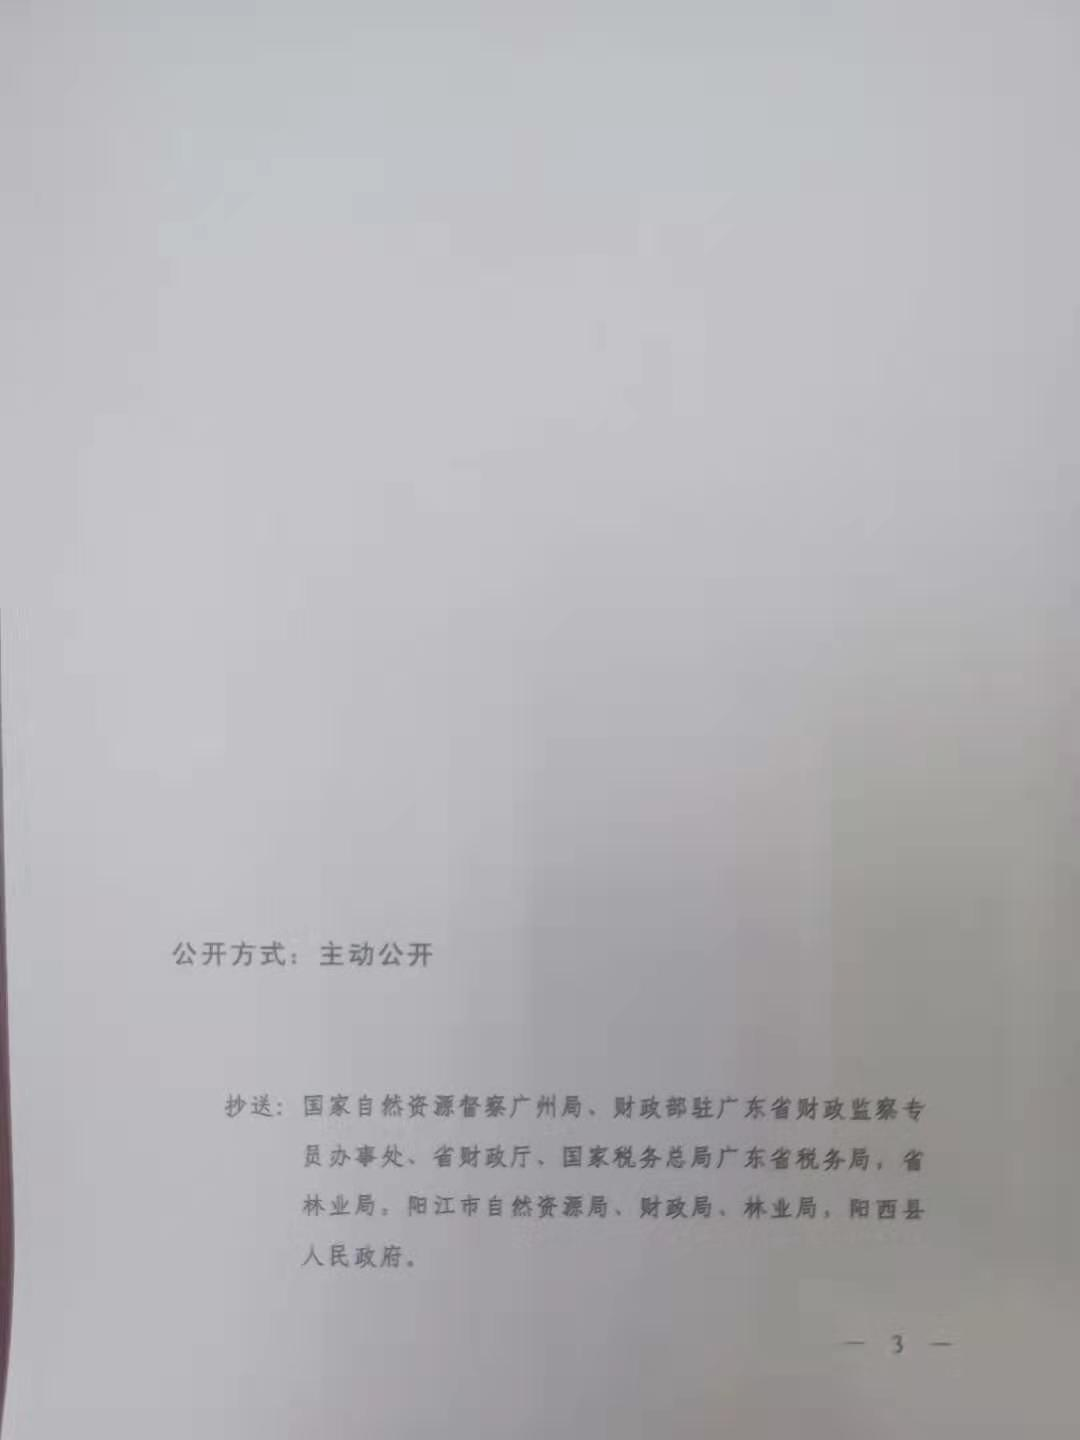 公开方式：主动公开
抄送：国家自然资源督察广州局、财政部驻广东省财政监察专
员办事处、省财政厅、国家税务总局广东省税务局，省
林业局。阳江市自然资源局、财政局、林业局，阳西县
人民政府。
— 3 —